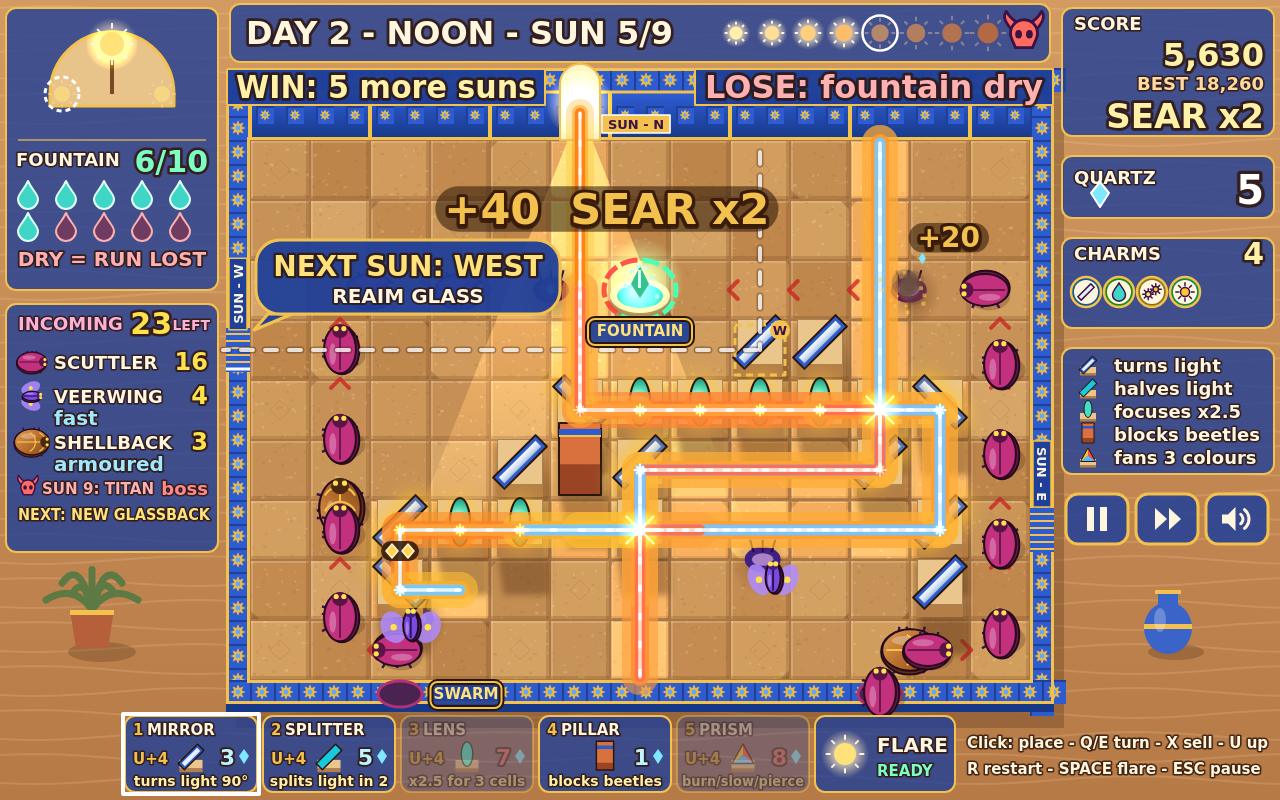 DAY 2 - NOON - SUN 5/9
WIN: 5 more suns
LOSE: fountain dry
SUN - N
SCORE
5,630
BEST 18,260
SEAR x2
FOUNTAIN 6/10
DRY = RUN LOST
QUARTZ
5
CHARMS 4
+40 SEAR x2
+20
NEXT SUN: WEST
REAIM GLASS
SUN - W
FOUNTAIN
W
INCOMING 23 LEFT
SCUTTLER 16
VEERWING 4
fast
SHELLBACK 3
armoured
SUN 9: TITAN boss
NEXT: NEW GLASSBACK
turns light
halves light
focuses x2.5
blocks beetles
fans 3 colours
SUN - E
SWARM
1 MIRROR
U+4 3
turns light 90°
2 SPLITTER
U+4 5
splits light in 2
3 LENS
U+4 7
x2.5 for 3 cells
4 PILLAR
1
blocks beetles
5 PRISM
U+4 8
burn/slow/pierce
FLARE
READY
Click: place - Q/E turn - X sell - U up
R restart - SPACE flare - ESC pause